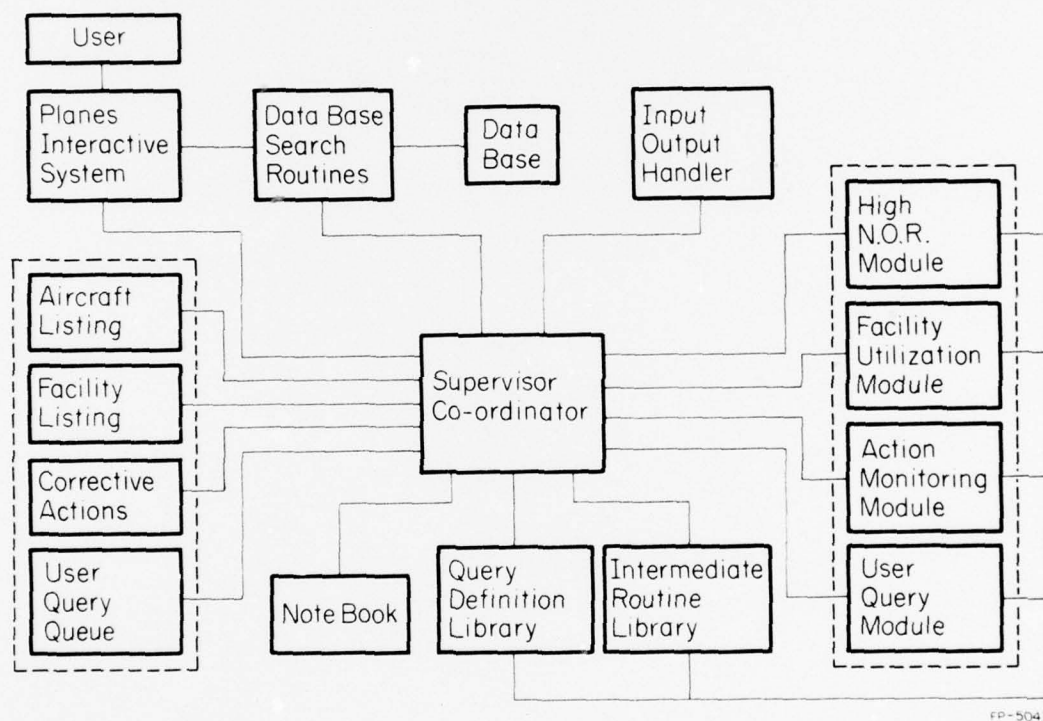 User
Planes
Interactive
System
Data Base
Search
Routines
Data
Base
Input
Output
Handler
High
N.O.R.
Module
Aircraft
Listing
Facility
Utilization
Module
Supervisor
Co-ordinator
Facility
Listing
Action
Monitoring
Module
Corrective
Actions
User
Query
Queue
Note Book
Query
Definition
Library
Intermediate
Routine
Library
User
Query
Module
FP-504